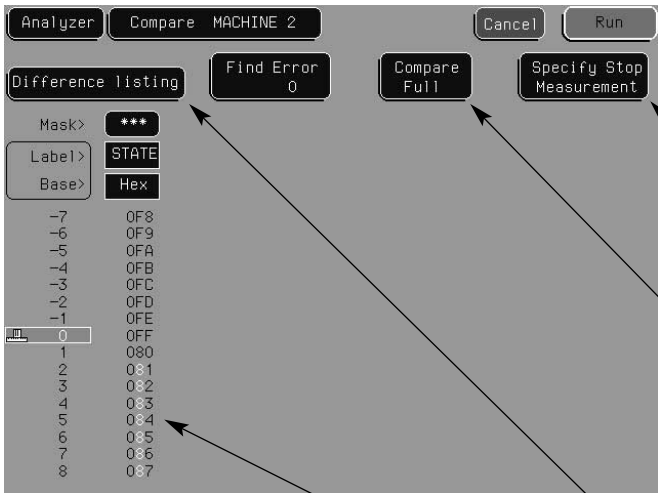 Analyzer Compare MACHINE 2 Cancel Run
Difference listing Find Error 0 Compare Full Specify Stop Measurement
Mask> ***
Label> STATE
Base> Hex
-7 0F8
-6 0F9
-5 0FA
-4 0FB
-3 0FC
-2 0FD
-1 0FE
0 0FF
1 080
2 081
3 082
4 083
5 084
6 085
7 086
8 087